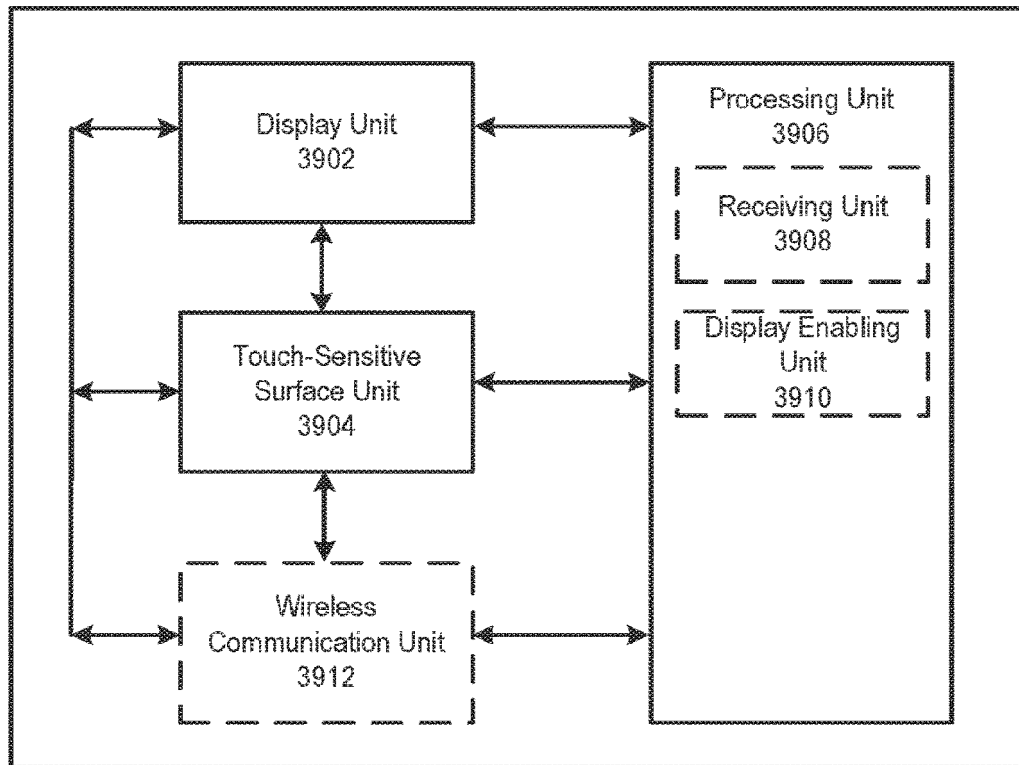 Display Unit
3902
Touch-Sensitive
Surface Unit
3904
Wireless
Communication Unit
3912
Processing Unit
3906
Receiving Unit
3908
Display Enabling
Unit
3910